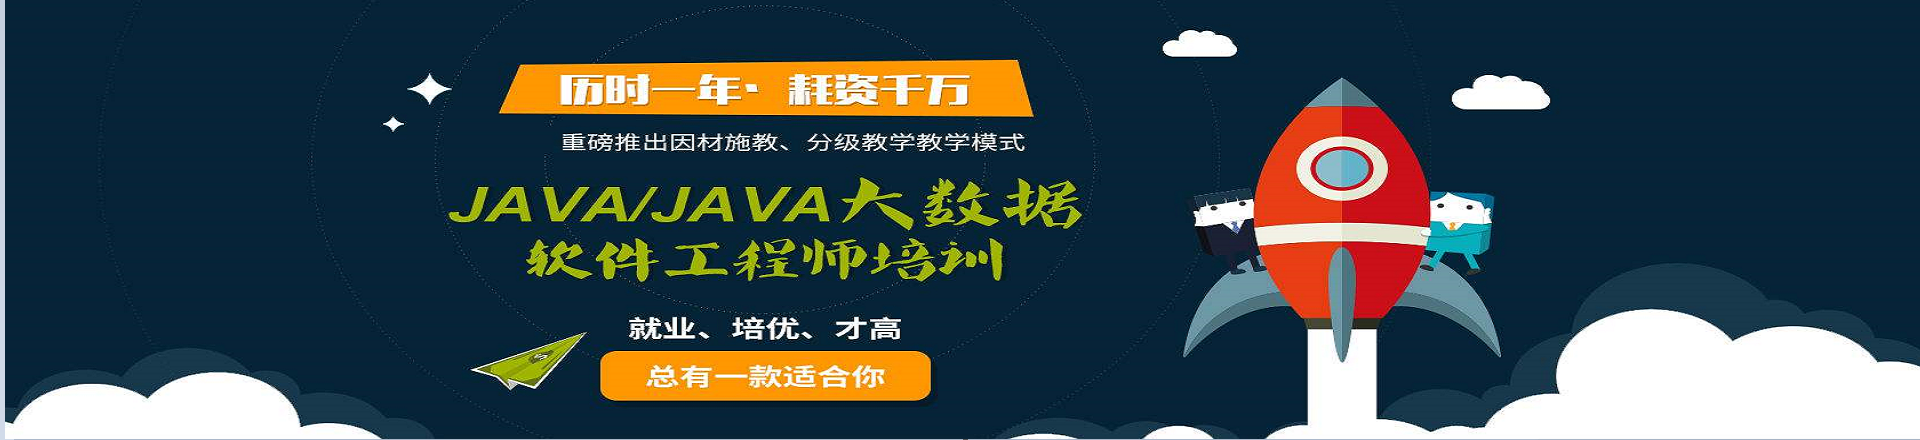 历时一年·耗资千万
重磅推出因材施教、分级教学教学模式
JAVA/JAVA大数据
软件工程师培训
就业、培优、才高
总有一款适合你